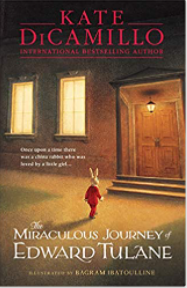 KATE
DICAMILLO
INTERNATIONAL BESTSELLING AUTHOR
Once upon a time there
was a china rabbit who was
loved by a little girl...
The
MIRACULOUS JOURNEY of
EDWARD TULANE
ILLUSTRATED BY BAGRAM IBATOULLINE